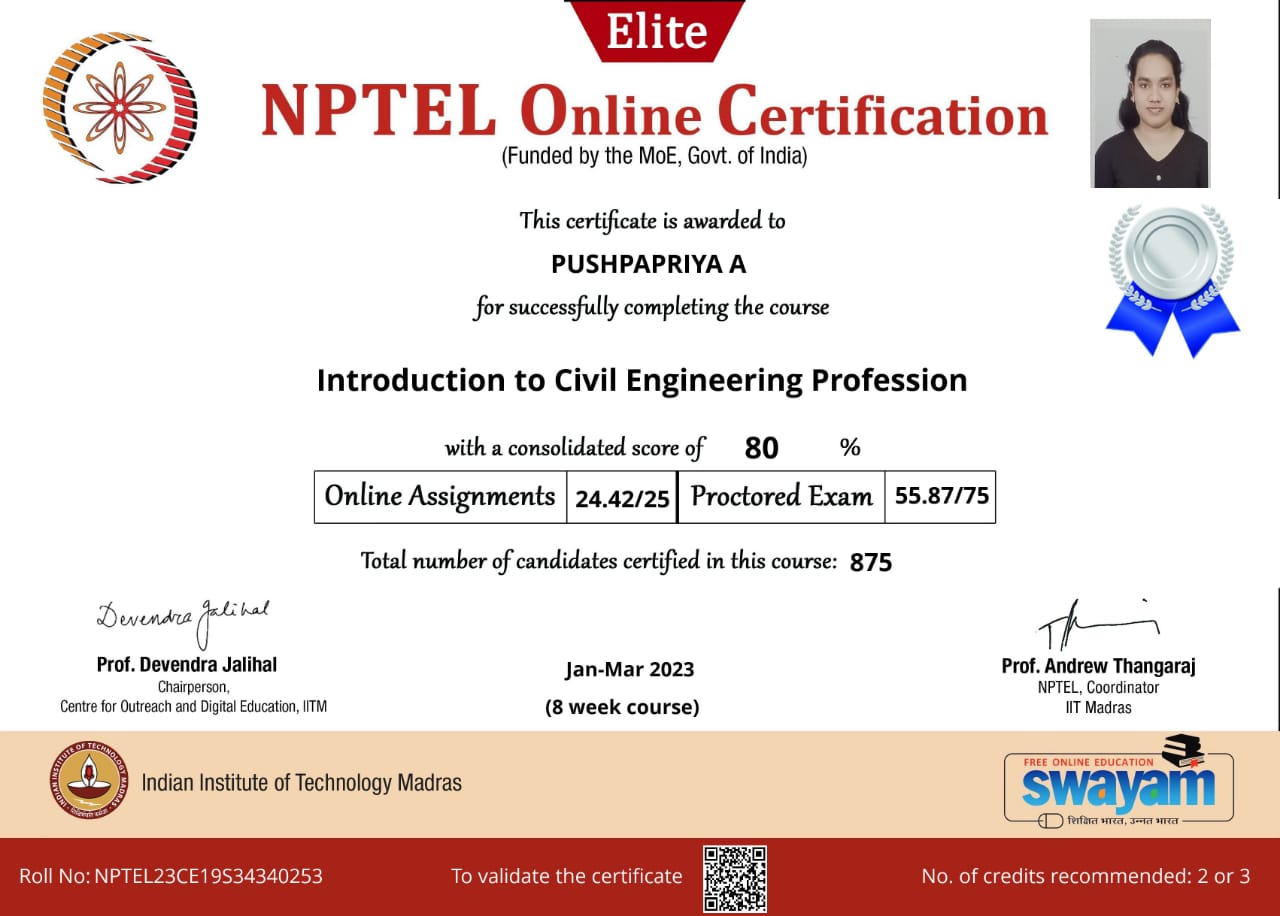 Elite
NPTEL Online Certification
(Funded by the MoE, Govt. of India)
This certificate is awarded to
PUSHPAPRIYA A
for successfully completing the course
Introduction to Civil Engineering Profession
with a consolidated score of 80 %
Online Assignments 24.42/25 Proctored Exam 55.87/75
Total number of candidates certified in this course: 875
Devendra Jalihal
Prof. Devendra Jalihal
Chairperson,
Centre for Outreach and Digital Education, IITM
Jan-Mar 2023
(8 week course)
Prof. Andrew Thangaraj
NPTEL, Coordinator
IIT Madras
INDIAN INSTITUTE OF TECHNOLOGY MADRAS
Indian Institute of Technology Madras
FREE ONLINE EDUCATION
swayam
शिक्षित भारत, उन्नत भारत
Roll No: NPTEL23CE19S34340253
To validate the certificate
No. of credits recommended: 2 or 3